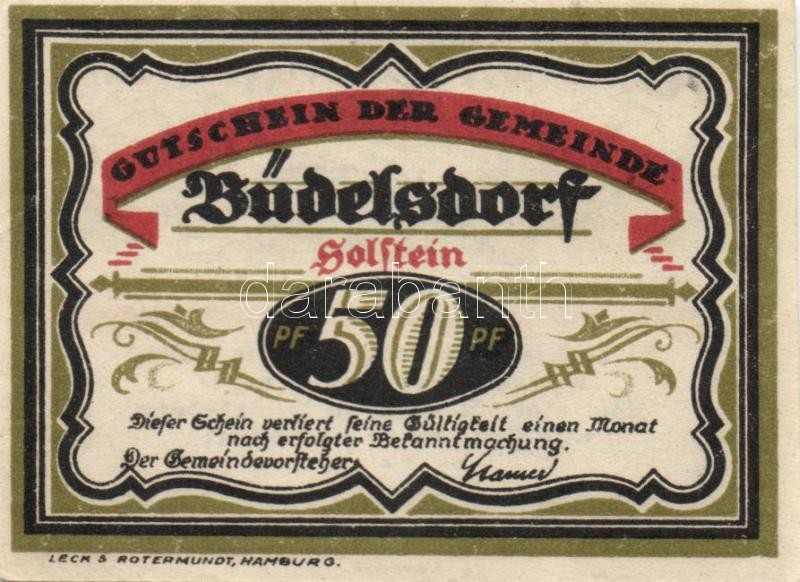 GUTSCHEIN DER GEMEINDE
Büdelsdorf
Holstein
PF 50 PF
darabanth
Dieser Schein verliert seine Gültigkeit einen Monat
nach erfolgter Bekanntmachung.
Der Gemeindevorsteher:
LECK & ROTERMUNDT, HAMBURG.